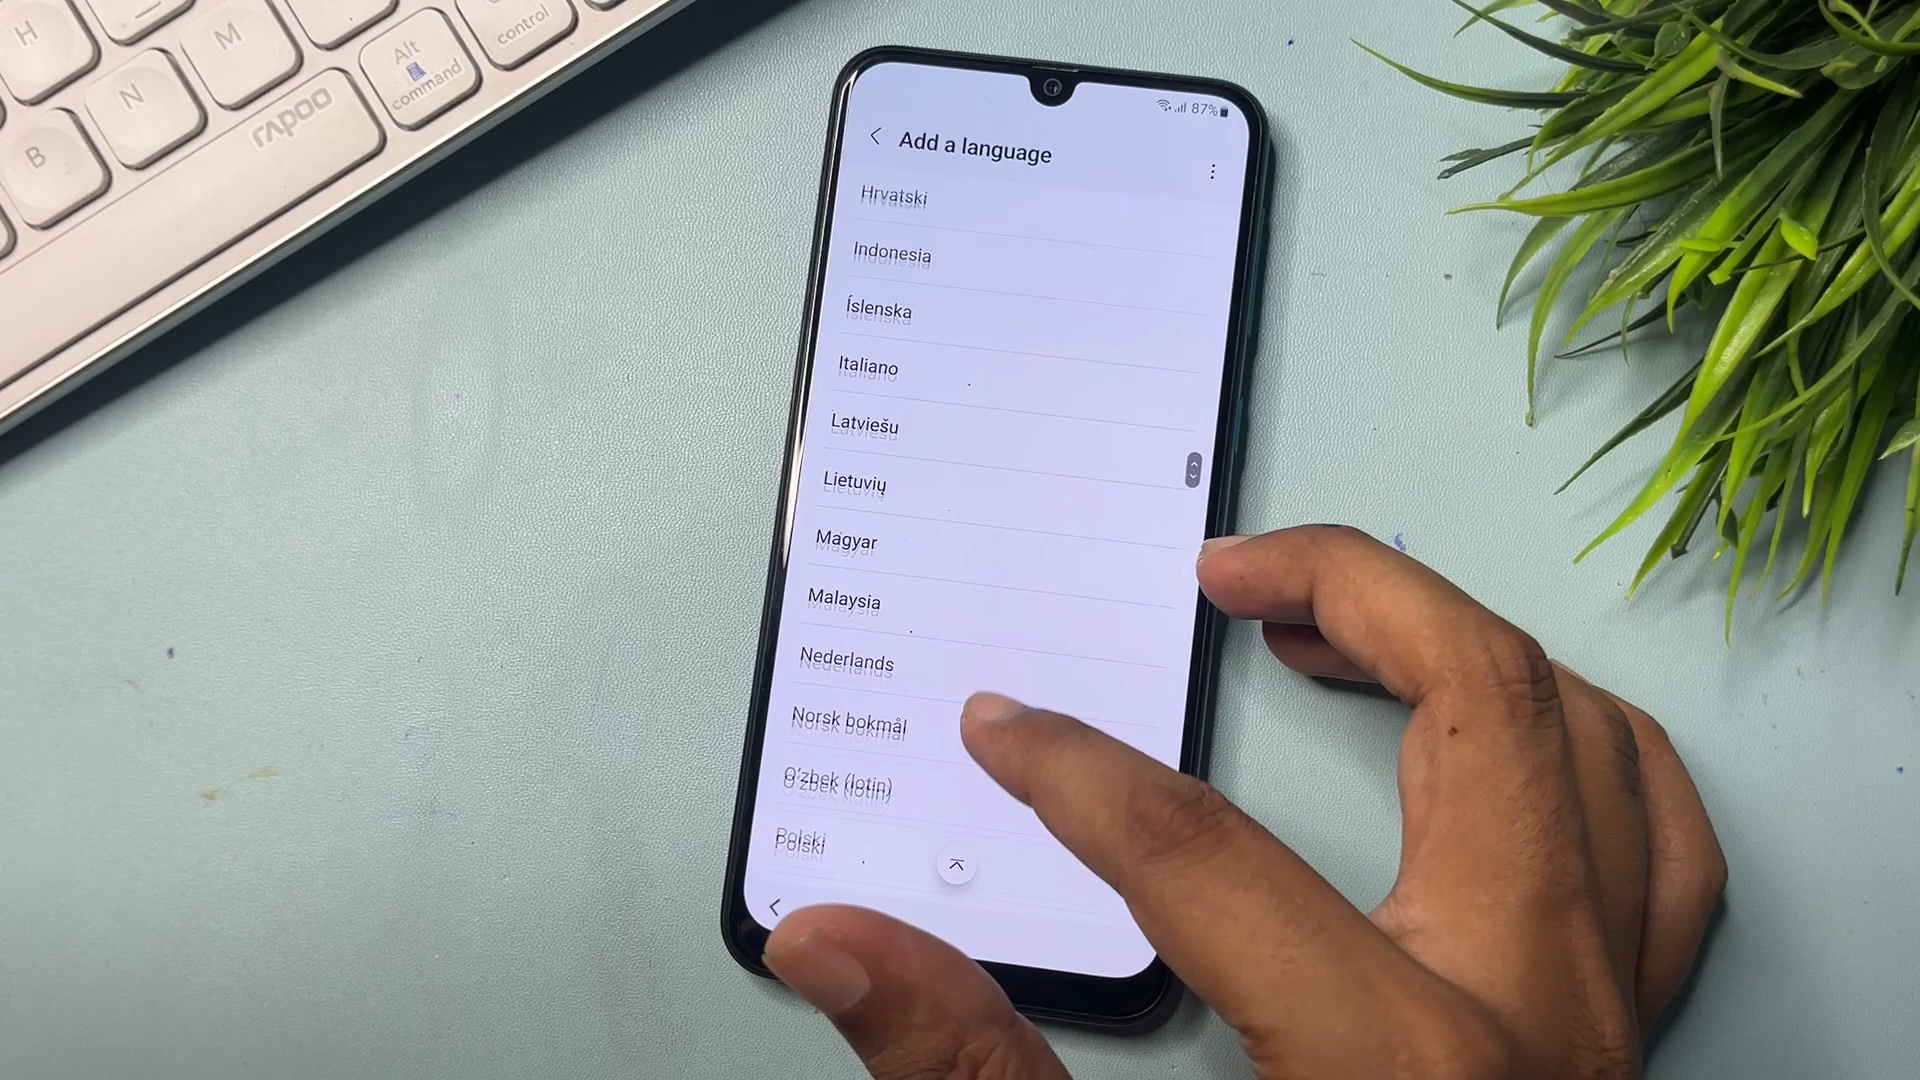 H
M
Alt
command
control
N
B
rapoo
87%
Add a language
Hrvatski
Indonesia
Íslenska
Italiano
Latviešu
Lietuvių
Magyar
Malaysia
Nederlands
Norsk bokmål
O'zbek (lotin)
Polski